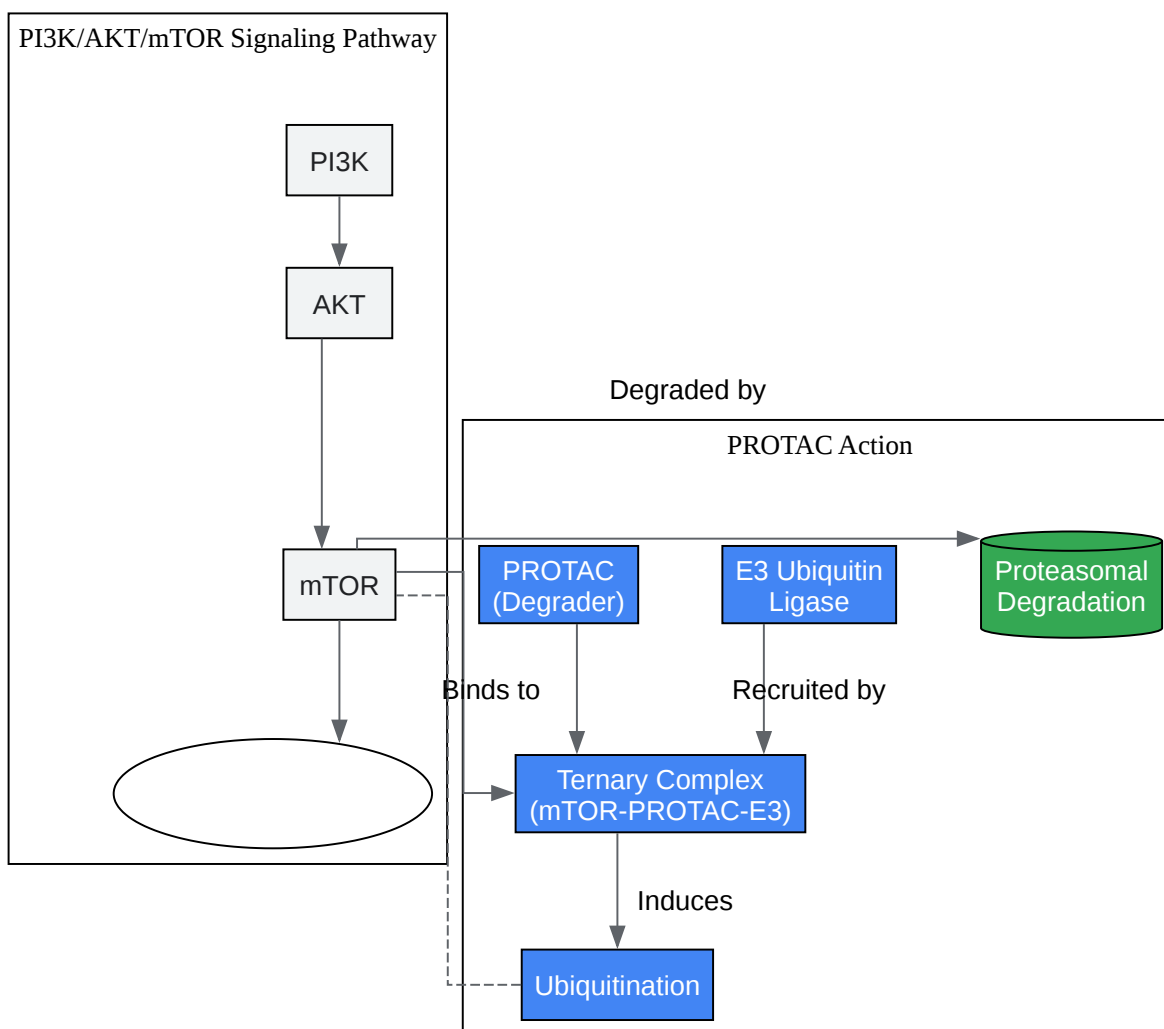 PI3K/AKT/mTOR Signaling Pathway
PI3K
AKT
Degraded by
PROTAC Action
mTOR
PROTAC
(Degrader)
E3 Ubiquitin
Ligase
Proteasomal
Degradation
Binds to
Recruited by
Ternary Complex
(mTOR-PROTAC-E3)
Induces
Ubiquitination